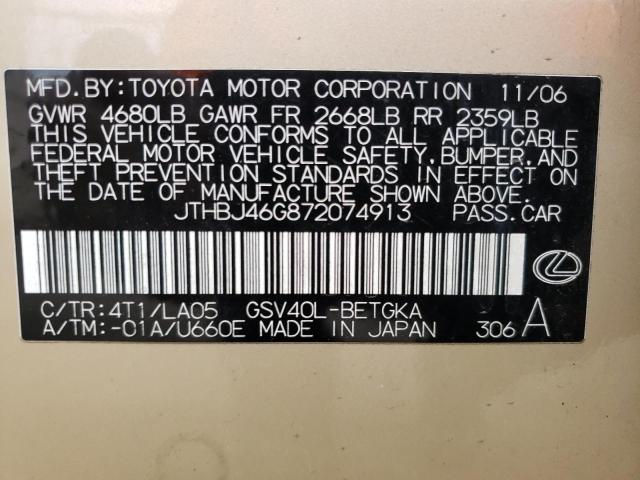 MFD.BY:TOYOTA MOTOR CORPORATION 11/06
GVWR 4680LB GAWR FR 2668LB RR 2359LB
THIS VEHICLE CONFORMS TO ALL APPLICABLE
FEDERAL MOTOR VEHICLE SAFETY,BUMPER,AND
THEFT PREVENTION STANDARDS IN EFFECT ON
THE DATE OF MANUFACTURE SHOWN ABOVE.
JTHBJ46G872074913 PASS.CAR
C/TR:4T1/LA05 GSV40L-BETGKA
A/TM:-01A/U660E MADE IN JAPAN 306 A